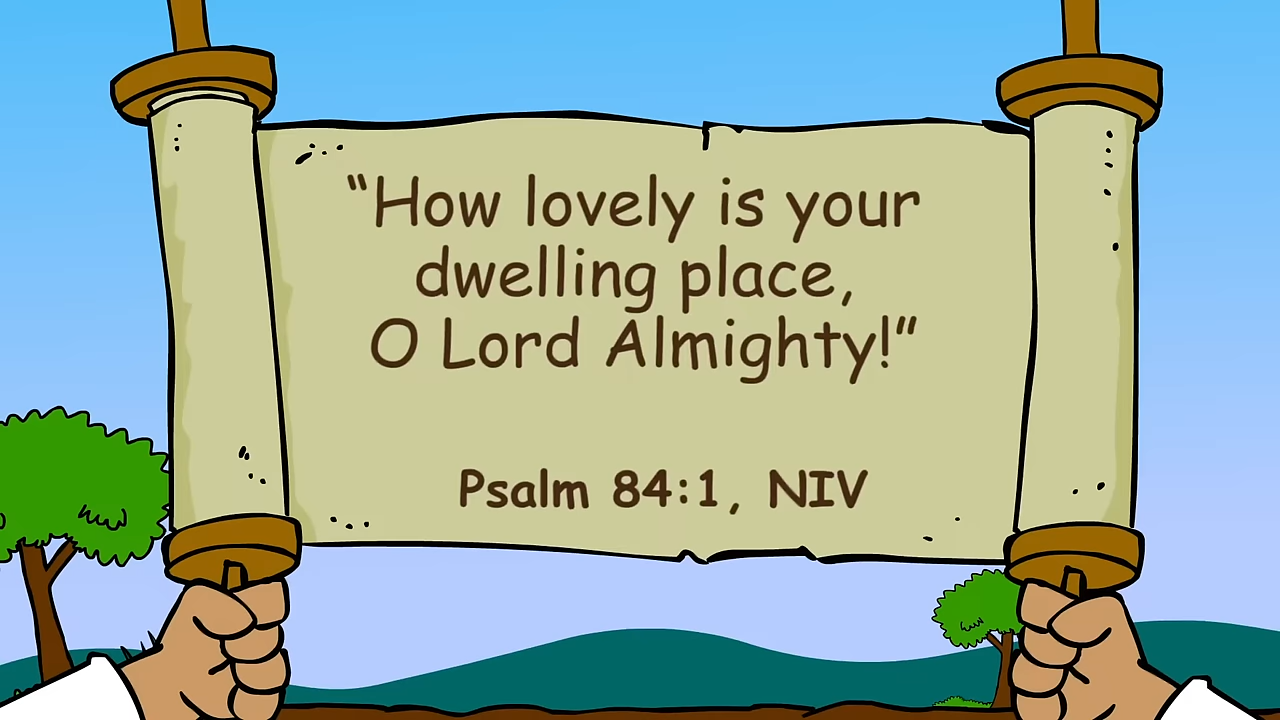 “How lovely is your
dwelling place,
O Lord Almighty!”
Psalm 84:1, NIV